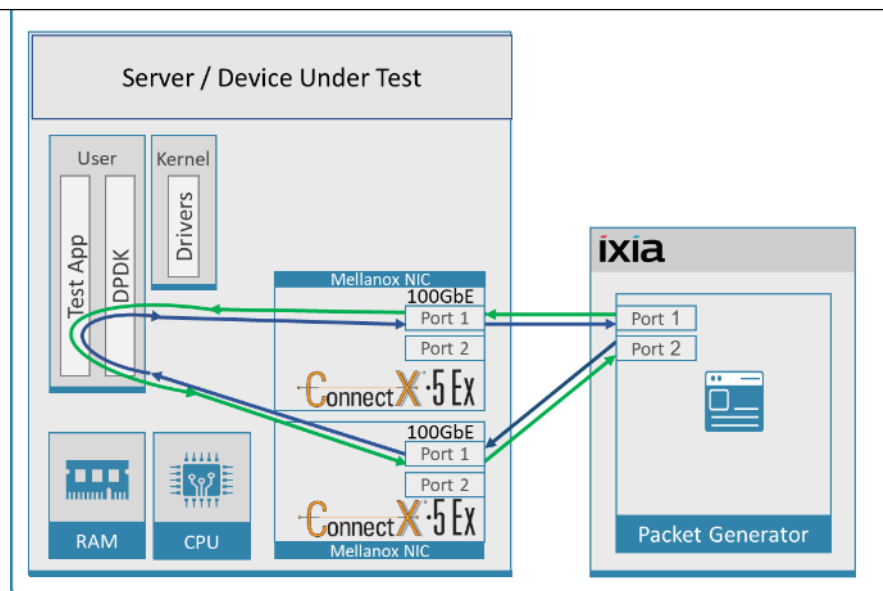 Server / Device Under Test
User
Kernel
Test App
DPDK
Drivers
Mellanox NIC
100GbE
Port 1
Port 2
ConnectX·5 Ex
100GbE
Port 1
Port 2
ConnectX·5 Ex
Mellanox NIC
RAM
CPU
ixia
Port 1
Port 2
Packet Generator